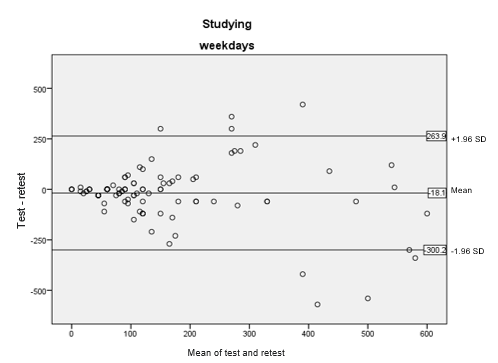 Studying
weekdays
500
250
0
-250
-500
Test - retest
263.9
+1.96 SD
-18.1
Mean
-300.2
-1.96 SD
0
100
200
300
400
500
600
Mean of test and retest